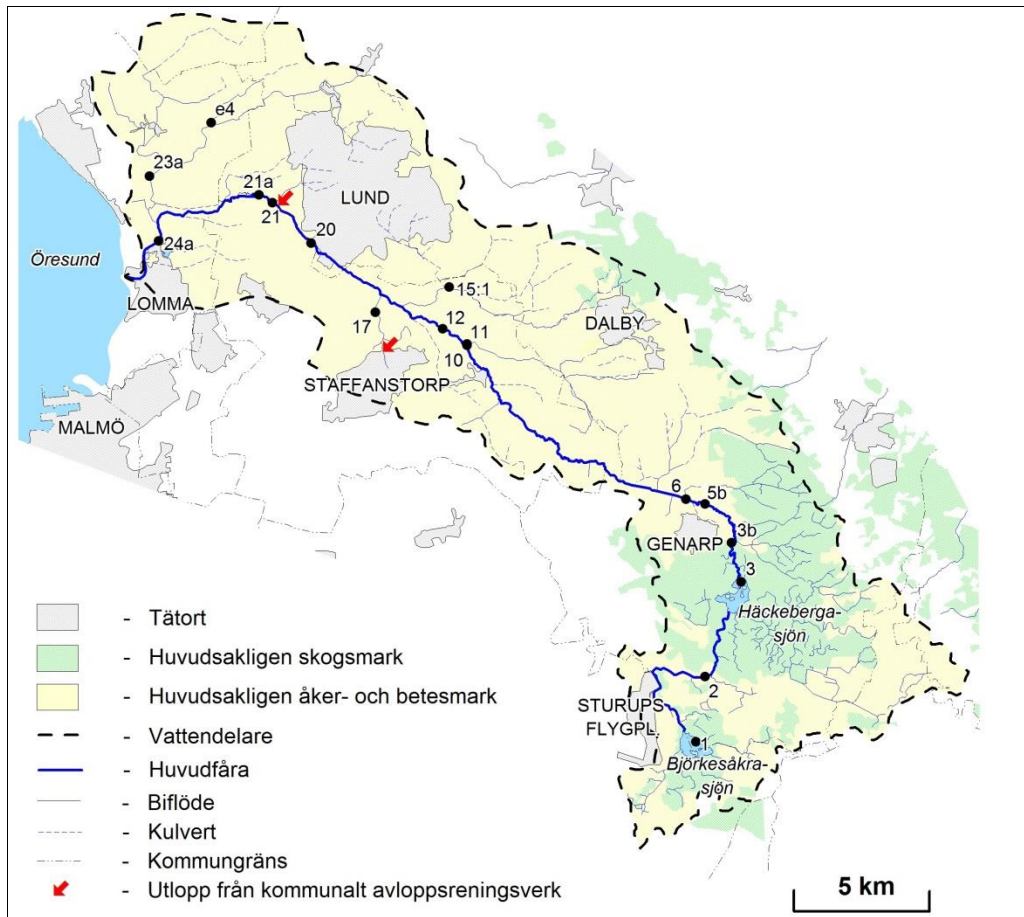 e4
23a
21a
21
LUND
20
24a
Öresund
LOMMA
15:1
17
12
11
10
DALBY
STAFFANSTORP
MALMÖ
6
5b
GENARP
3b
3
Häckeberga-
sjön
2
STURUPS
FLYGPL.
1
Björkesåkra-
sjön
- Tätort
- Huvudsakligen skogsmark
- Huvudsakligen åker- och betesmark
- Vattendelare
- Huvudfåra
- Biflöde
- Kulvert
- Kommungräns
- Utlopp från kommunalt avloppsreningsverk
5 km